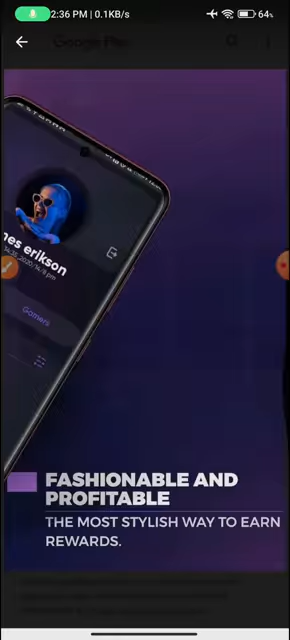 2:36 PM | 0.1KB/s 64%
Google Play
nes erikson
Gamers
FASHIONABLE AND
PROFITABLE
THE MOST STYLISH WAY TO EARN
REWARDS.